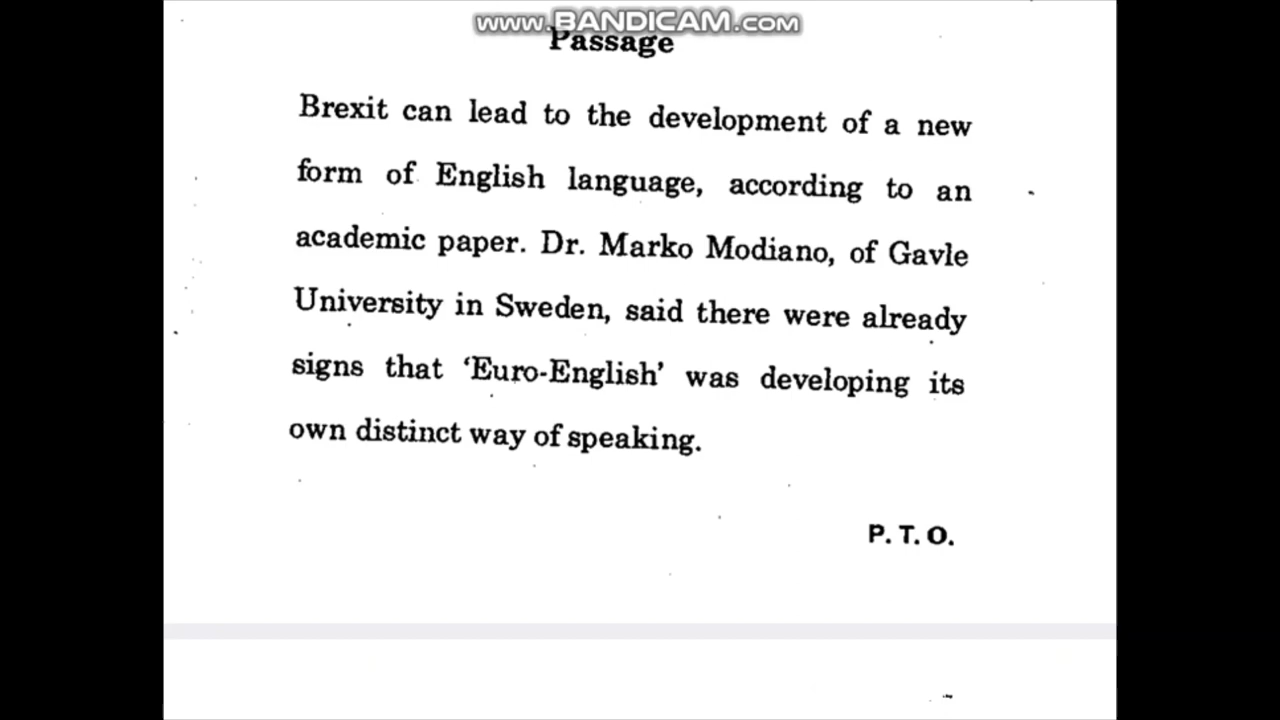 www.BANDICAM.com
Passage
Brexit can lead to the development of a new
form of English language, according to an
academic paper. Dr. Marko Modiano, of Gavle
University in Sweden, said there were already
signs that ‘Euro-English’ was developing its
own distinct way of speaking.
P. T. O.